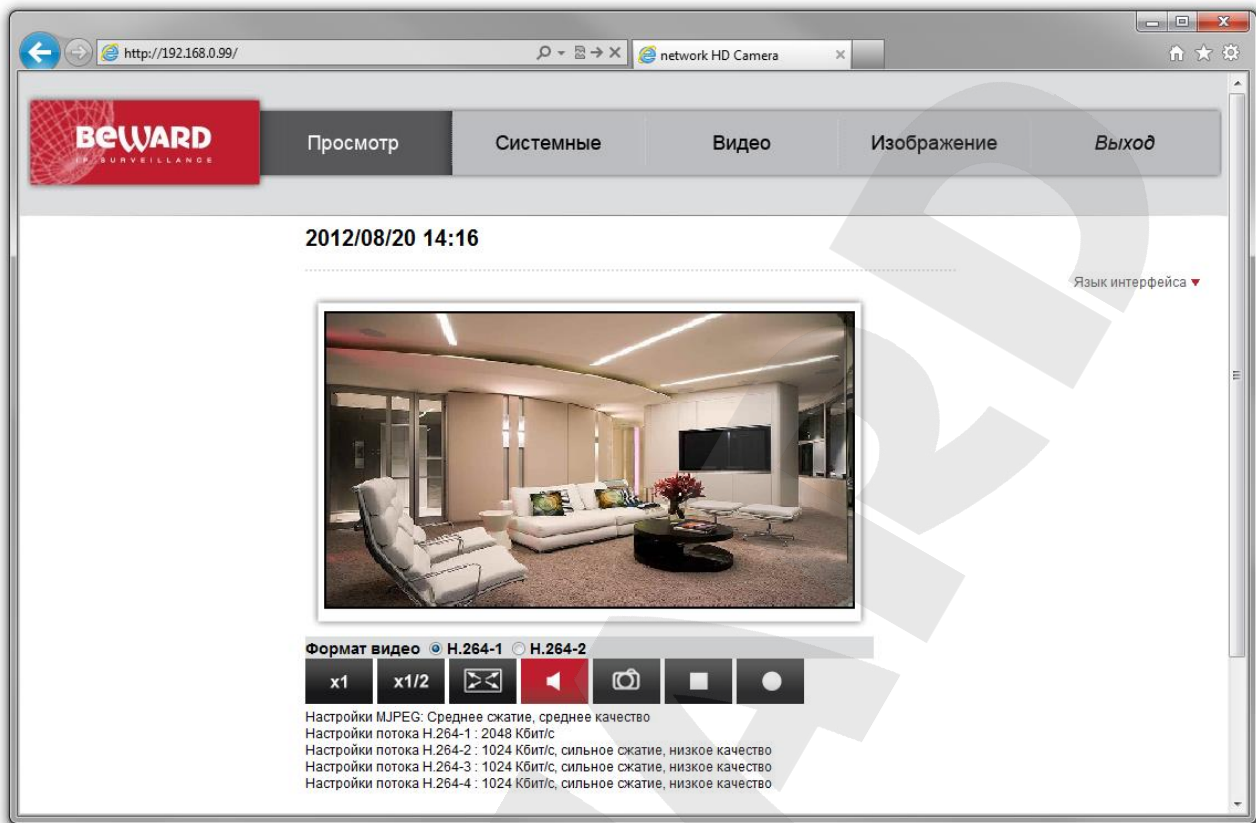 http://192.168.0.99/
network HD Camera
BEWARD
IP SURVEILLANCE
Просмотр
Системные
Видео
Изображение
Выход
2012/08/20 14:16
Язык интерфейса
Формат видео H.264-1 H.264-2
x1
x1/2
Настройки MJPEG: Среднее сжатие, среднее качество
Настройки потока H.264-1 : 2048 Кбит/с
Настройки потока H.264-2 : 1024 Кбит/с, сильное сжатие, низкое качество
Настройки потока H.264-3 : 1024 Кбит/с, сильное сжатие, низкое качество
Настройки потока H.264-4 : 1024 Кбит/с, сильное сжатие, низкое качество